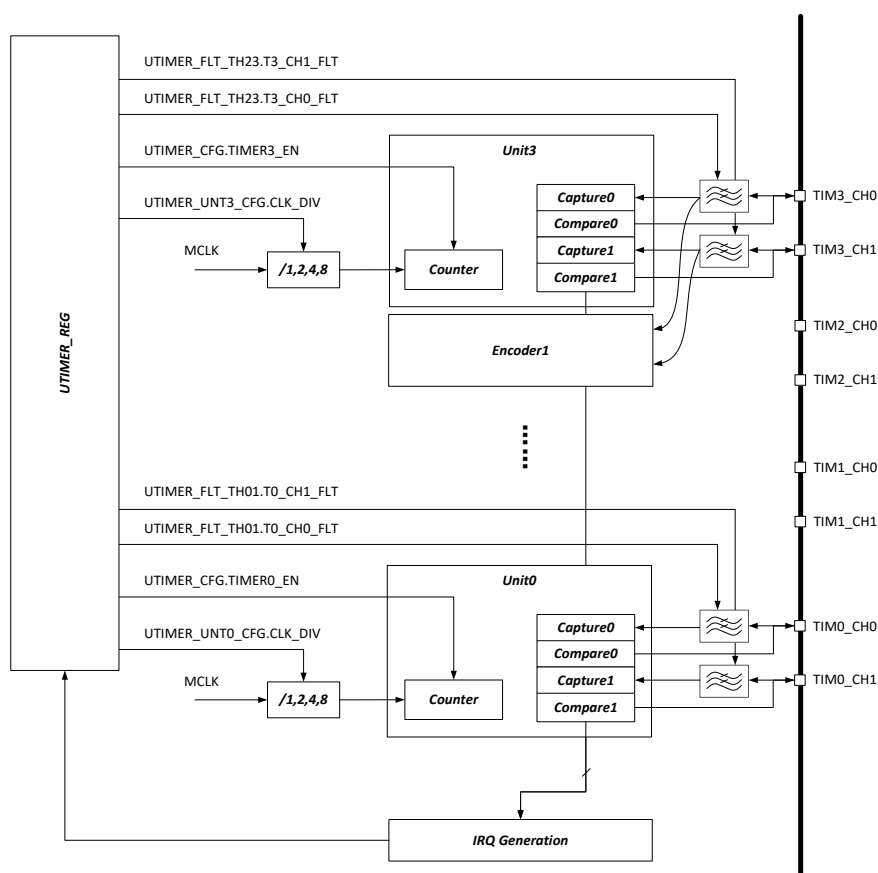 UTIMER_REG
UTIMER_FLT_TH23.T3_CH1_FLT
UTIMER_FLT_TH23.T3_CH0_FLT
UTIMER_CFG.TIMER3_EN
UTIMER_UNT3_CFG.CLK_DIV
MCLK
/1,2,4,8
Unit3
Counter
Capture0
Compare0
Capture1
Compare1
Encoder1
TIM3_CH0
TIM3_CH1
TIM2_CH0
TIM2_CH1
TIM1_CH0
TIM1_CH1
UTIMER_FLT_TH01.T0_CH1_FLT
UTIMER_FLT_TH01.T0_CH0_FLT
UTIMER_CFG.TIMER0_EN
UTIMER_UNT0_CFG.CLK_DIV
MCLK
/1,2,4,8
Unit0
Counter
Capture0
Compare0
Capture1
Compare1
TIM0_CH0
TIM0_CH1
IRQ Generation